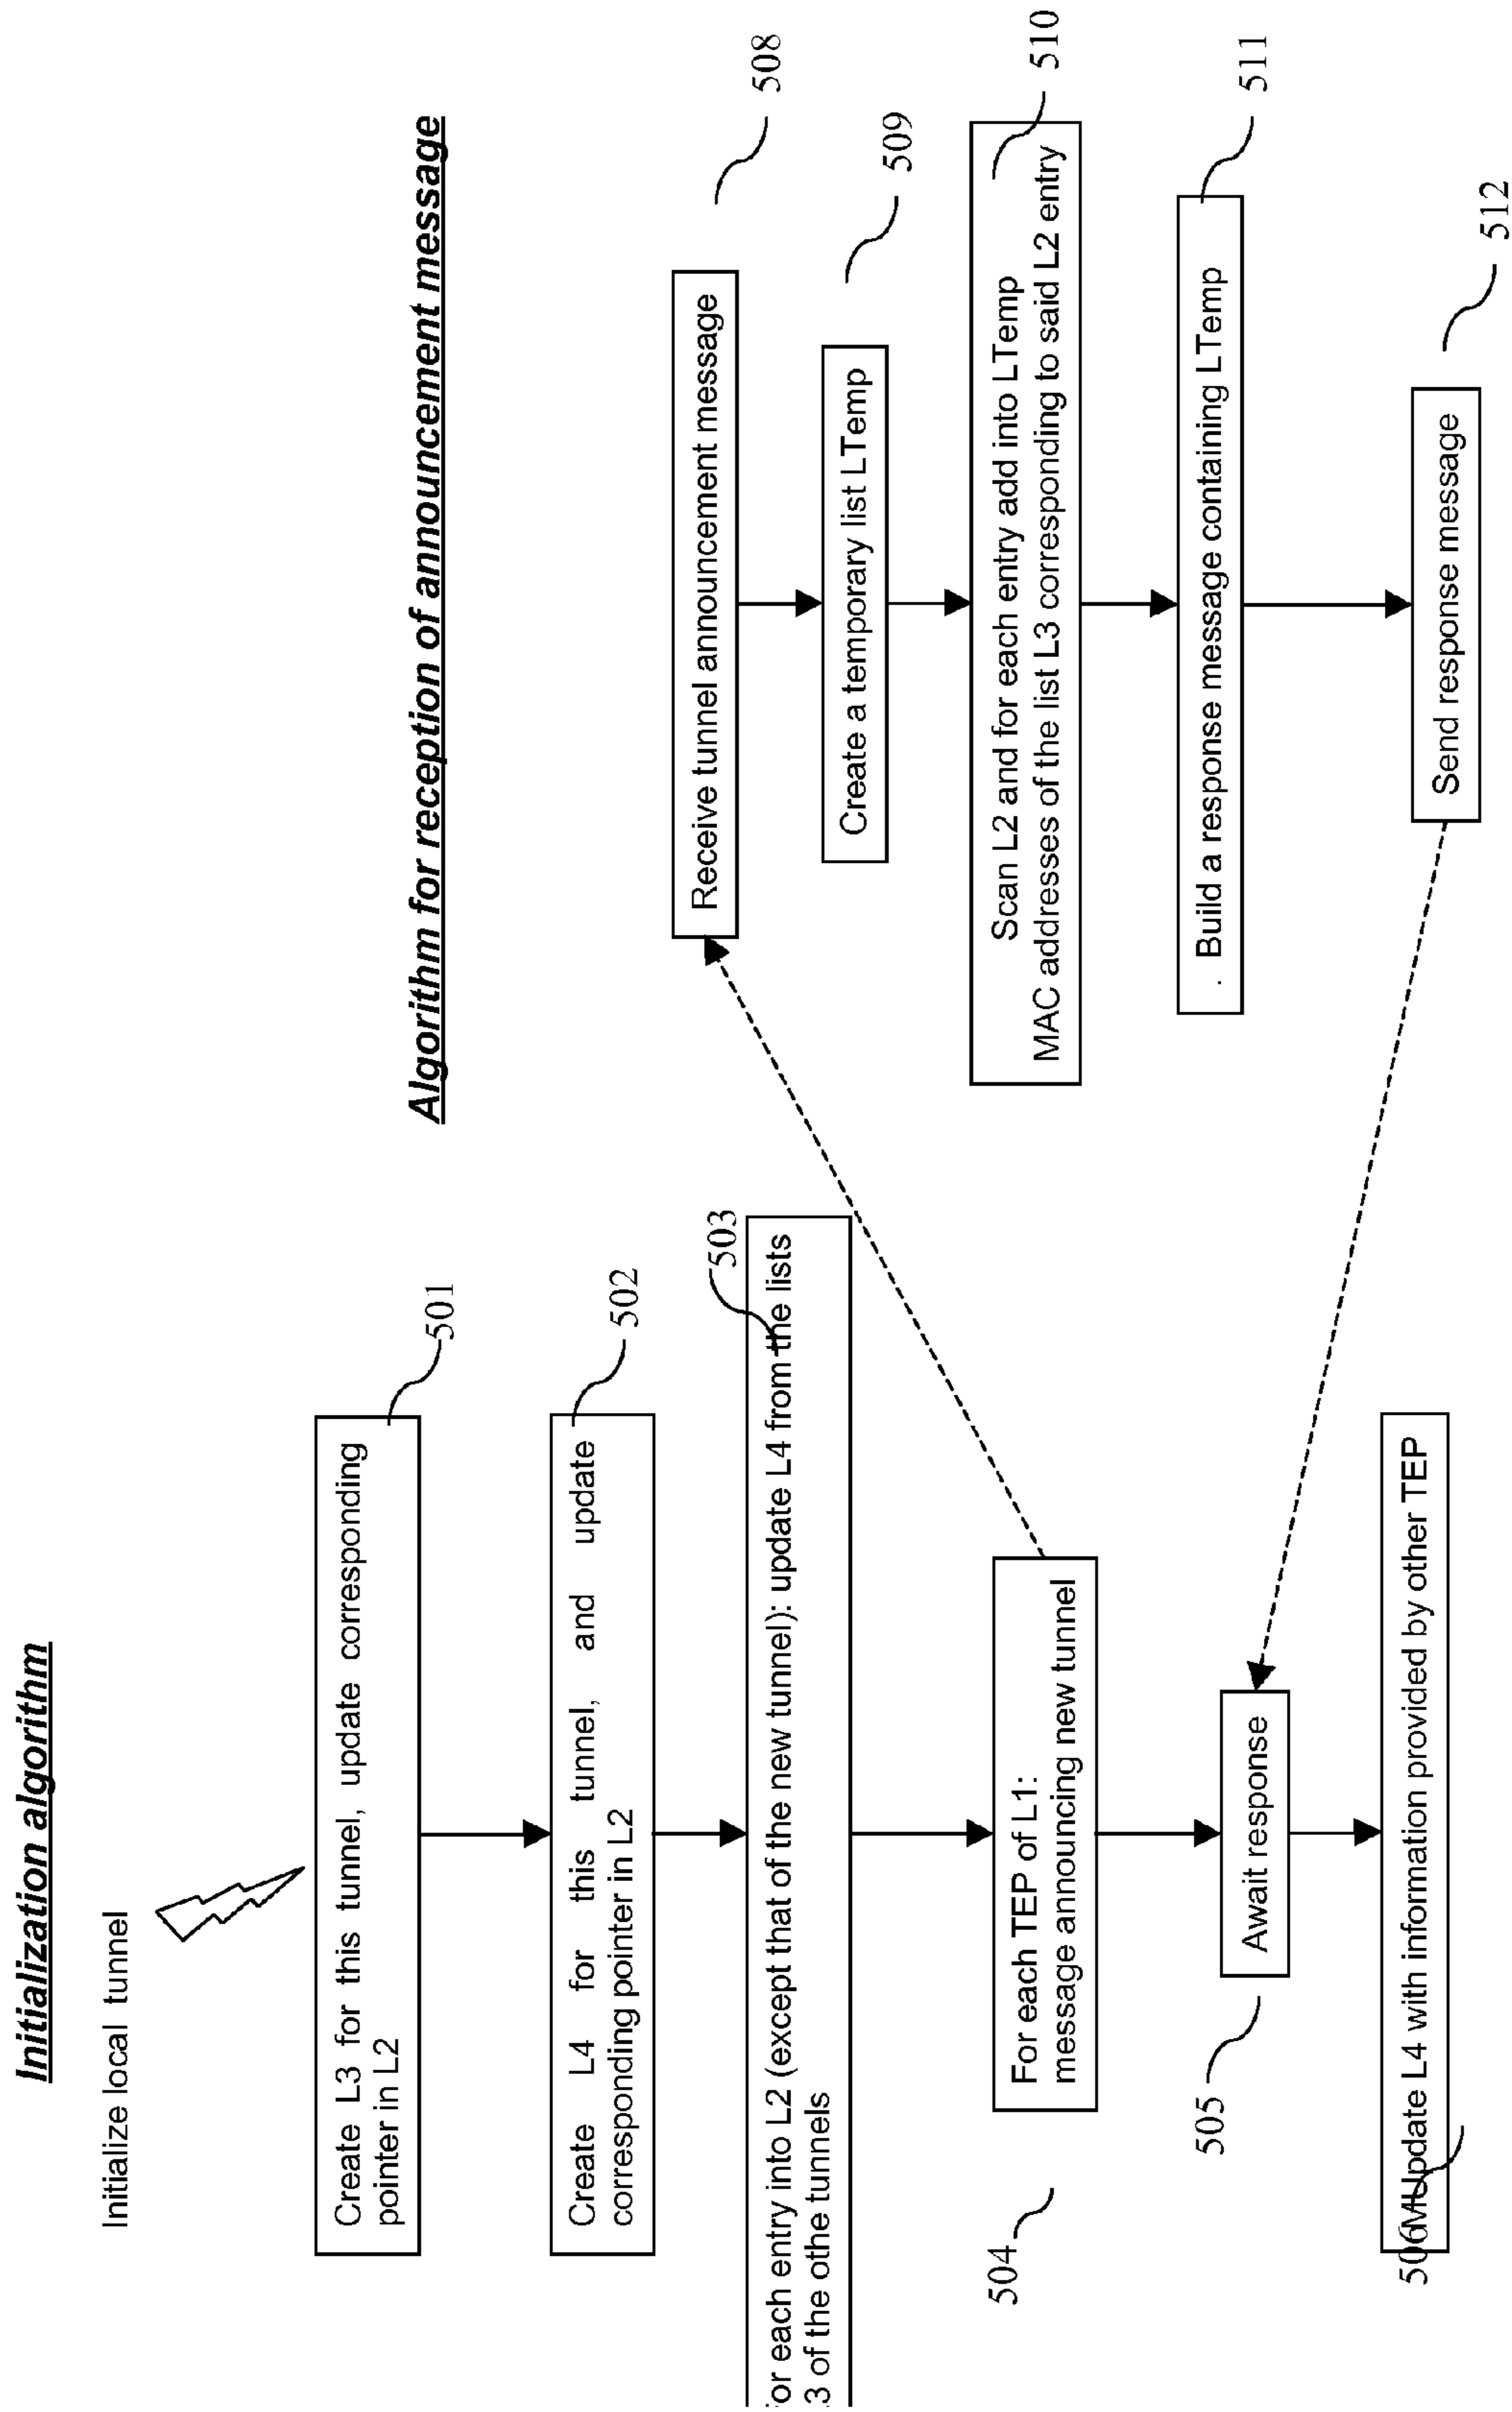 Initialization algorithm
Initialize local tunnel
Create L3 for this tunnel, update corresponding
pointer in L2
501
Create L4 for this tunnel, and update
corresponding pointer in L2
502
or each entry into L2 (except that of the new tunnel): update L4 from the lists
3 of the othe tunnels
503
For each TEP of L1:
message announcing new tunnel
504
Await response
505
MUpdate L4 with information provided by other TEP
506
Algorithm for reception of announcement message
Receive tunnel announcement message
508
Create a temporary list LTemp
509
Scan L2 and for each entry add into LTemp
MAC addresses of the list L3 corresponding to said L2 entry
510
. Build a response message containing LTemp
511
Send response message
512